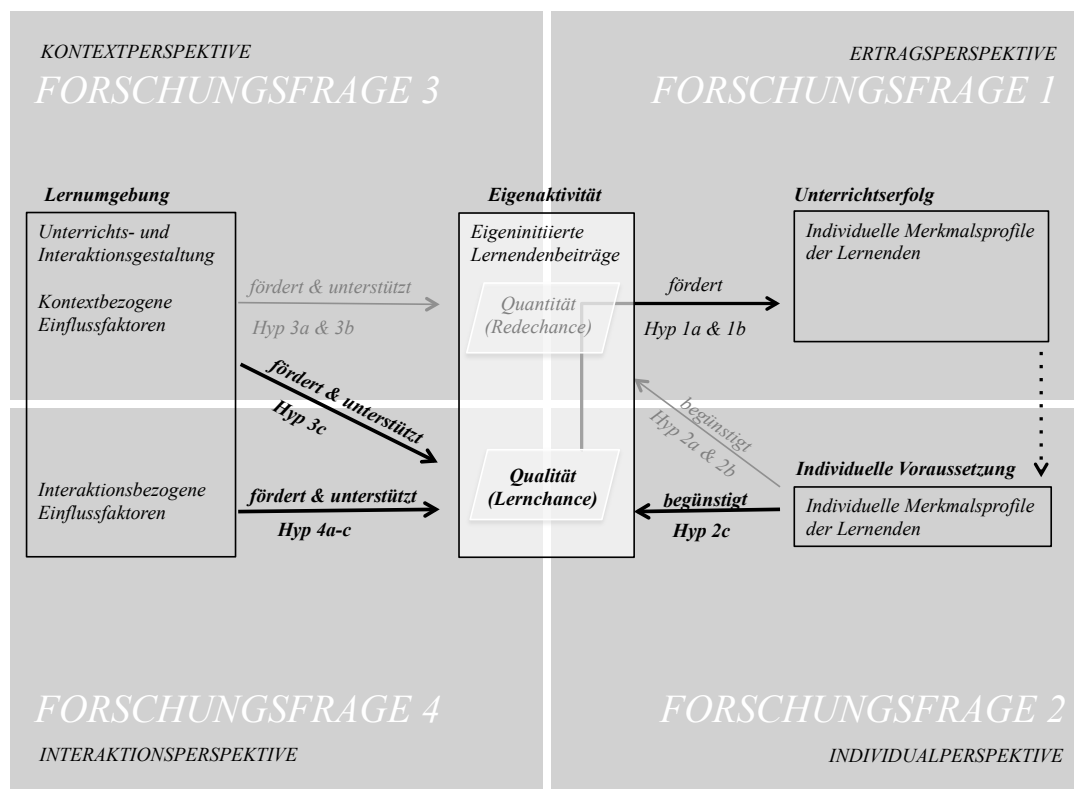 KONTEXTPERSPEKTIVE
FORSCHUNGSFRAGE 3
ERTRAGSPERSPEKTIVE
FORSCHUNGSFRAGE 1
Lernumgebung
Unterrichts- und
Interaktionsgestaltung
Kontextbezogene
Einflussfaktoren
fördert & unterstützt
Hyp 3a & 3b
fördert & unterstützt
Hyp 3c
Interaktionsbezogene
Einflussfaktoren
fördert & unterstützt
Hyp 4a-c
Eigenaktivität
Eigeninitiierte
Lernendenbeiträge
Quantität
(Redechance)
Qualität
(Lernchance)
fördert
Hyp 1a & 1b
begünstigt
Hyp 2a & 2b
begünstigt
Hyp 2c
Unterrichtserfolg
Individuelle Merkmalsprofile
der Lernenden
Individuelle Voraussetzung
Individuelle Merkmalsprofile
der Lernenden
FORSCHUNGSFRAGE 4
INTERAKTIONSPERSPEKTIVE
FORSCHUNGSFRAGE 2
INDIVIDUALPERSPEKTIVE